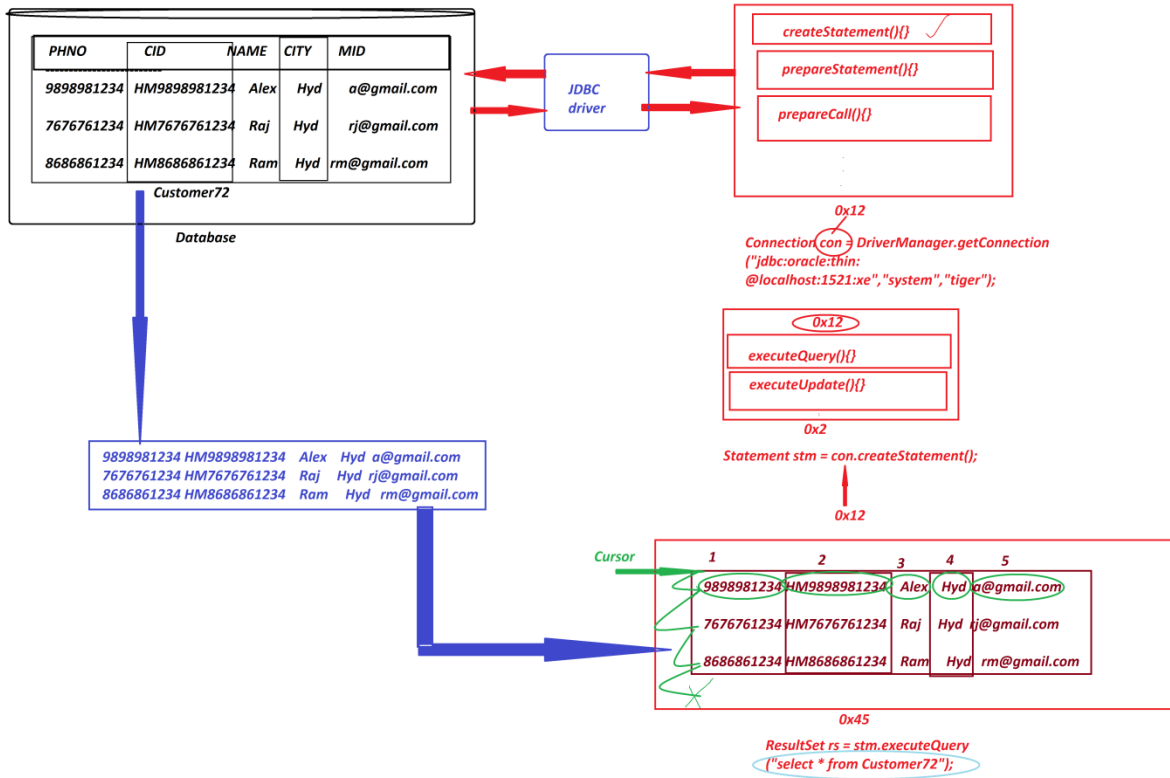 PHNO CID NAME CITY MID
9898981234 HM9898981234 Alex Hyd a@gmail.com
7676761234 HM7676761234 Raj Hyd rj@gmail.com
8686861234 HM8686861234 Ram Hyd rm@gmail.com
Customer72
Database
JDBC
driver
createStatement(){}
prepareStatement(){}
prepareCall(){}
0x12
Connection con = DriverManager.getConnection
("jdbc:oracle:thin:
@localhost:1521:xe","system","tiger");
0x12
executeQuery(){}
executeUpdate(){}
0x2
Statement stm = con.createStatement();
0x12
9898981234 HM9898981234 Alex Hyd a@gmail.com
7676761234 HM7676761234 Raj Hyd rj@gmail.com
8686861234 HM8686861234 Ram Hyd rm@gmail.com
Cursor
1 2 3 4 5
9898981234 HM9898981234 Alex Hyd a@gmail.com
7676761234 HM7676761234 Raj Hyd rj@gmail.com
8686861234 HM8686861234 Ram Hyd rm@gmail.com
0x45
ResultSet rs = stm.executeQuery
("select * from Customer72");